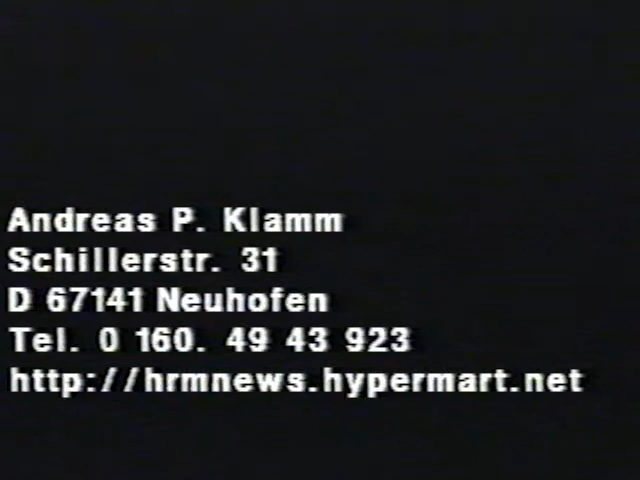 Andreas P. Klamm
Schillerstr. 31
D 67141 Neuhofen
Tel. 0 160. 49 43 923
http://hrmnews.hypermart.net